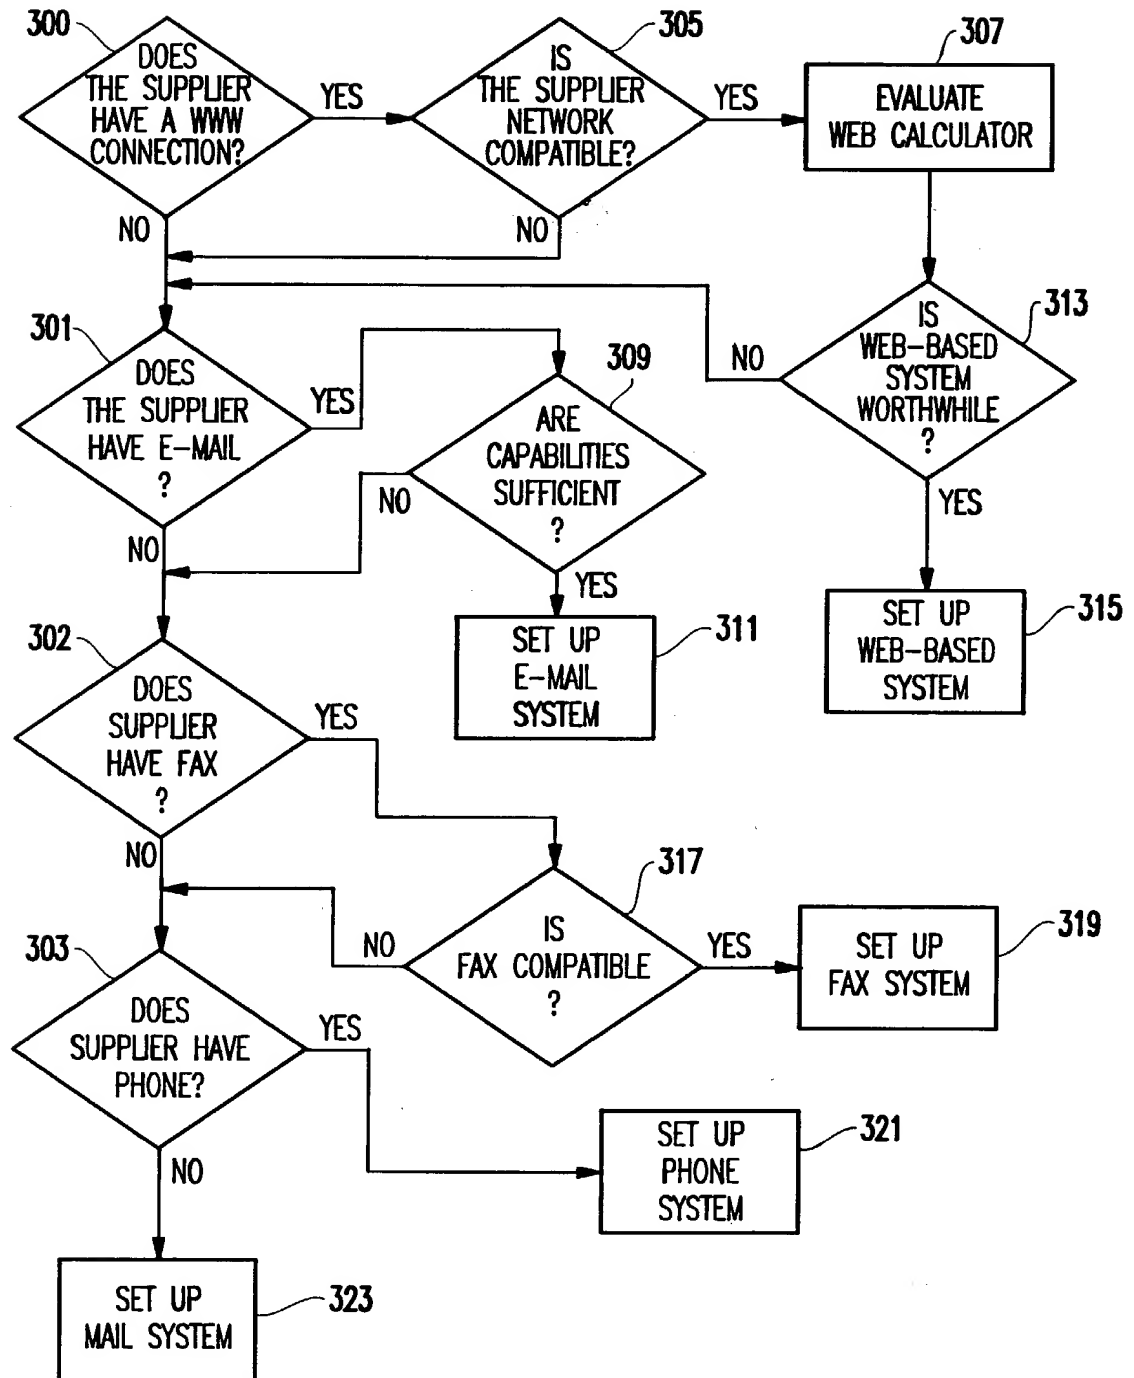 300
DOES
THE SUPPLIER
HAVE A WWW
CONNECTION?
YES
NO
305
IS
THE SUPPLIER
NETWORK
COMPATIBLE?
YES
NO
307
EVALUATE
WEB CALCULATOR
313
IS
WEB-BASED
SYSTEM
WORTHWHILE
?
NO
YES
315
SET UP
WEB-BASED
SYSTEM
301
DOES
THE SUPPLIER
HAVE E-MAIL
?
YES
NO
309
ARE
CAPABILITIES
SUFFICIENT
?
NO
YES
311
SET UP
E-MAIL
SYSTEM
302
DOES
SUPPLIER
HAVE FAX
?
YES
NO
317
IS
FAX COMPATIBLE
?
NO
YES
319
SET UP
FAX SYSTEM
303
DOES
SUPPLIER HAVE
PHONE?
YES
NO
321
SET UP
PHONE
SYSTEM
323
SET UP
MAIL SYSTEM